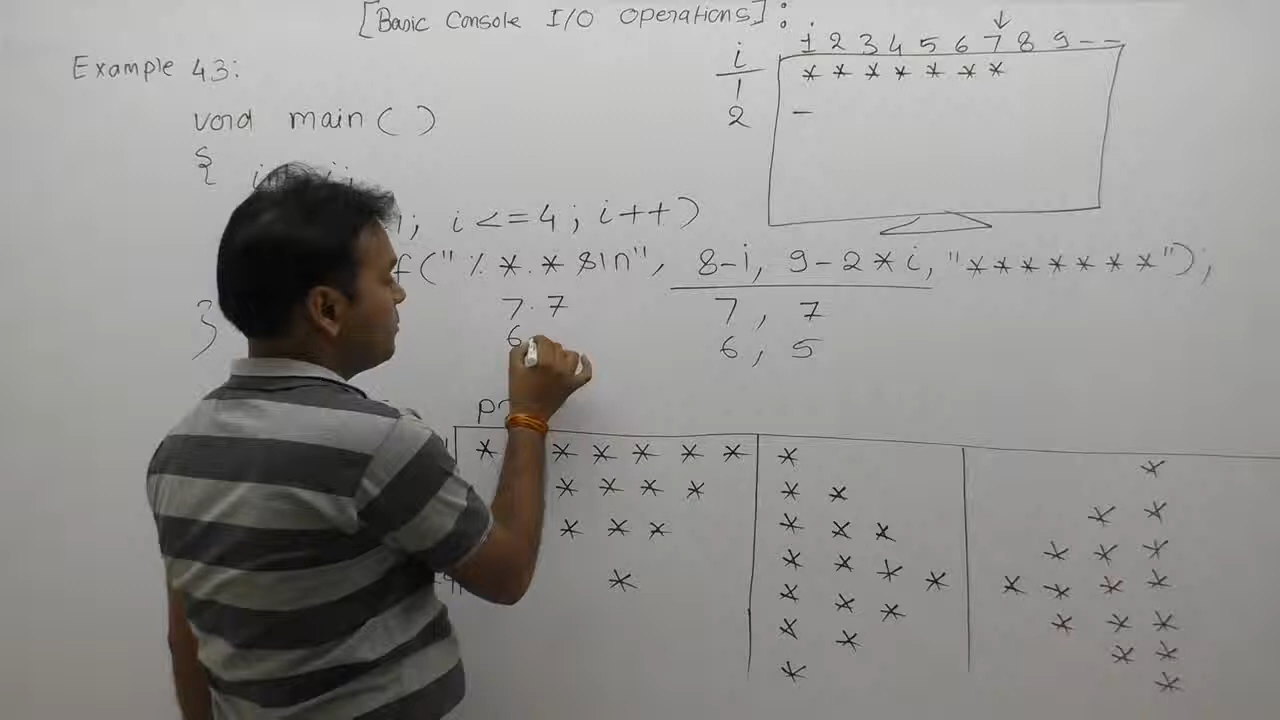 [Basic Console I/O Operations]:
Example 43:
i 1 2 3 4 5 6 7 8 9 - -
1 * * * * * * *
2 -
void main ( )
{
; i <= 4 ; i++ )
f(" % *. * s\n", 8-i, 9-2*i, "* * * * * * *" );
7.7 7, 7
6 6, 5
}
* * * * * * *
* * * *
* * *
*
*
* *
* * *
* * * *
* * *
* *
*
*
* *
* * *
* * * *
* * *
* *
*